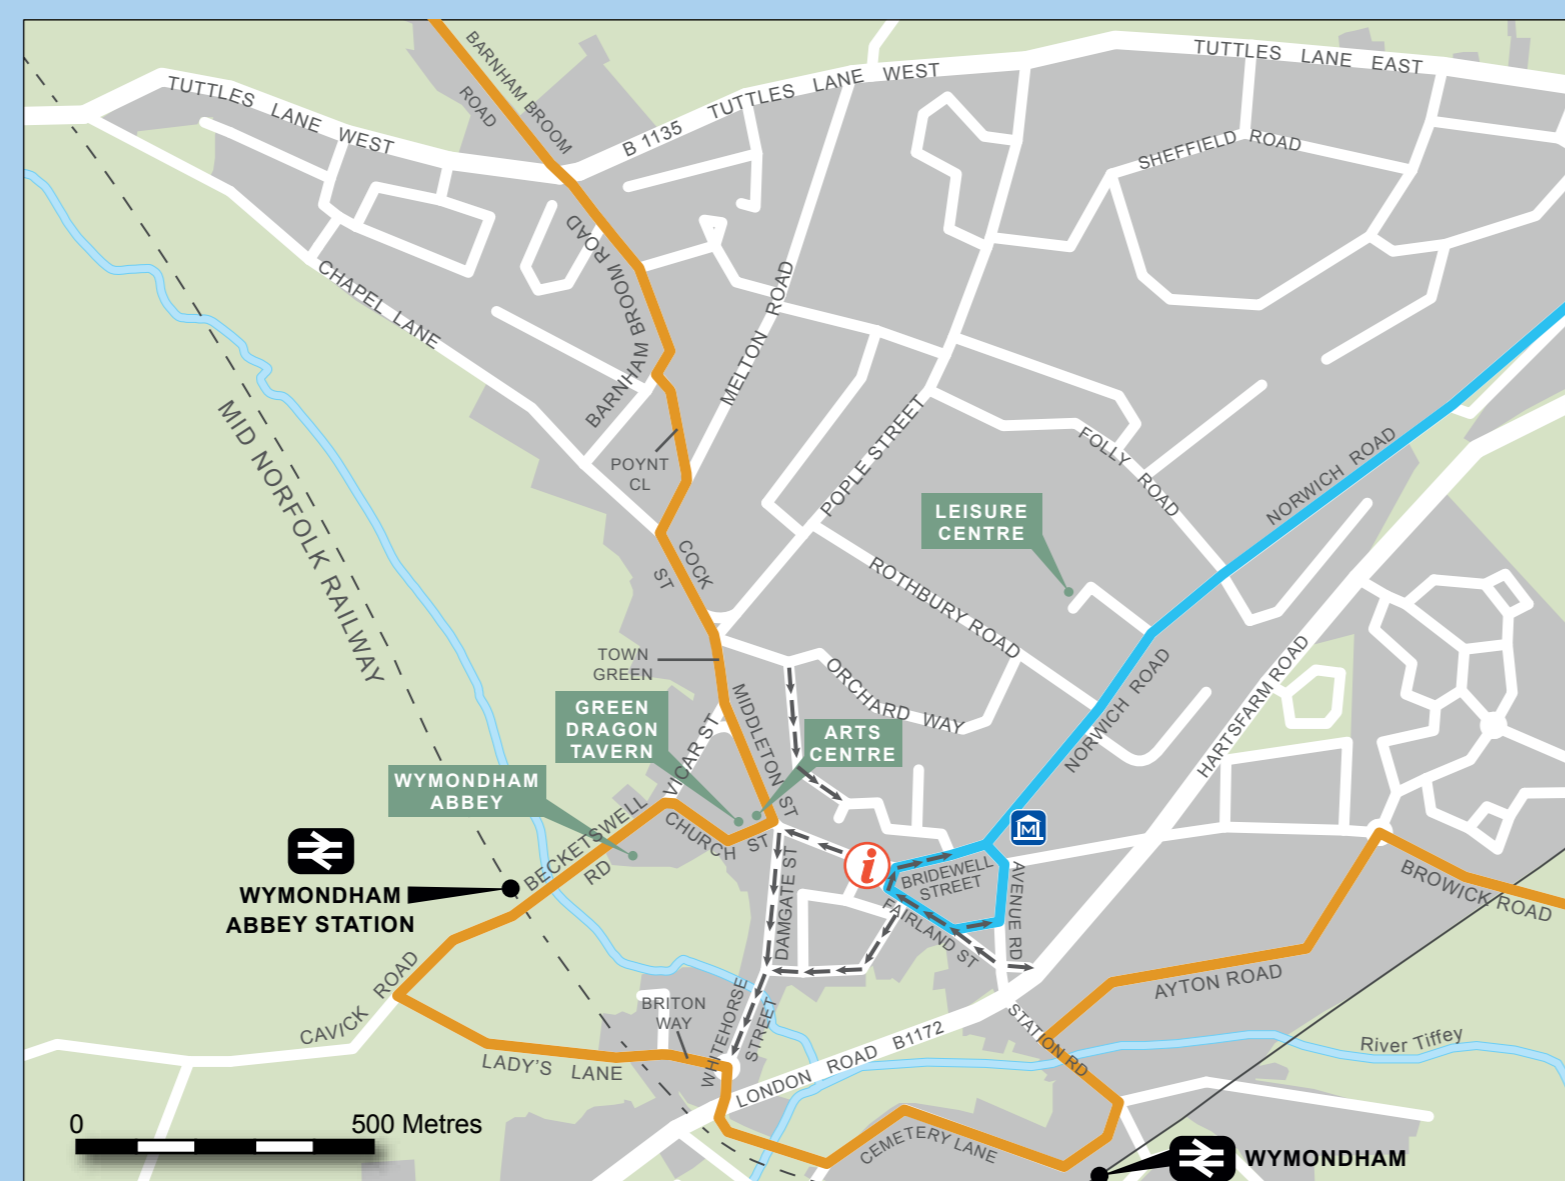 BARNHAM BROOM
ROAD
TUTTLES LANE WEST
B 1135
TUTTLES LANE WEST
TUTTLES LANE EAST
SHEFFIELD ROAD
BARNHAM BROOM ROAD
CHAPEL LANE
MELTON ROAD
MID NORFOLK RAILWAY
POYNT
CL
POPLE STREET
FOLLY ROAD
NORWICH ROAD
LEISURE
CENTRE
COCK
ST
ROTHBURY ROAD
TOWN
GREEN
ORCHARD WAY
NORWICH ROAD
HARTSFARM ROAD
GREEN
DRAGON
TAVERN
MIDDLETON ST
ARTS
CENTRE
VICAR ST
WYMONDHAM
ABBEY
CHURCH ST
BECKETSWELL
RD
WYMONDHAM
ABBEY STATION
DAMGATE ST
i
M
BRIDEWELL
STREET
FAIRLAND ST
AVENUE RD
BROWICK ROAD
AYTON ROAD
CAVICK ROAD
BRITON
WAY
WHITEHORSE
STREET
STATION RD
River Tiffey
LADY'S LANE
LONDON ROAD B1172
CEMETERY LANE
0 500 Metres
WYMONDHAM